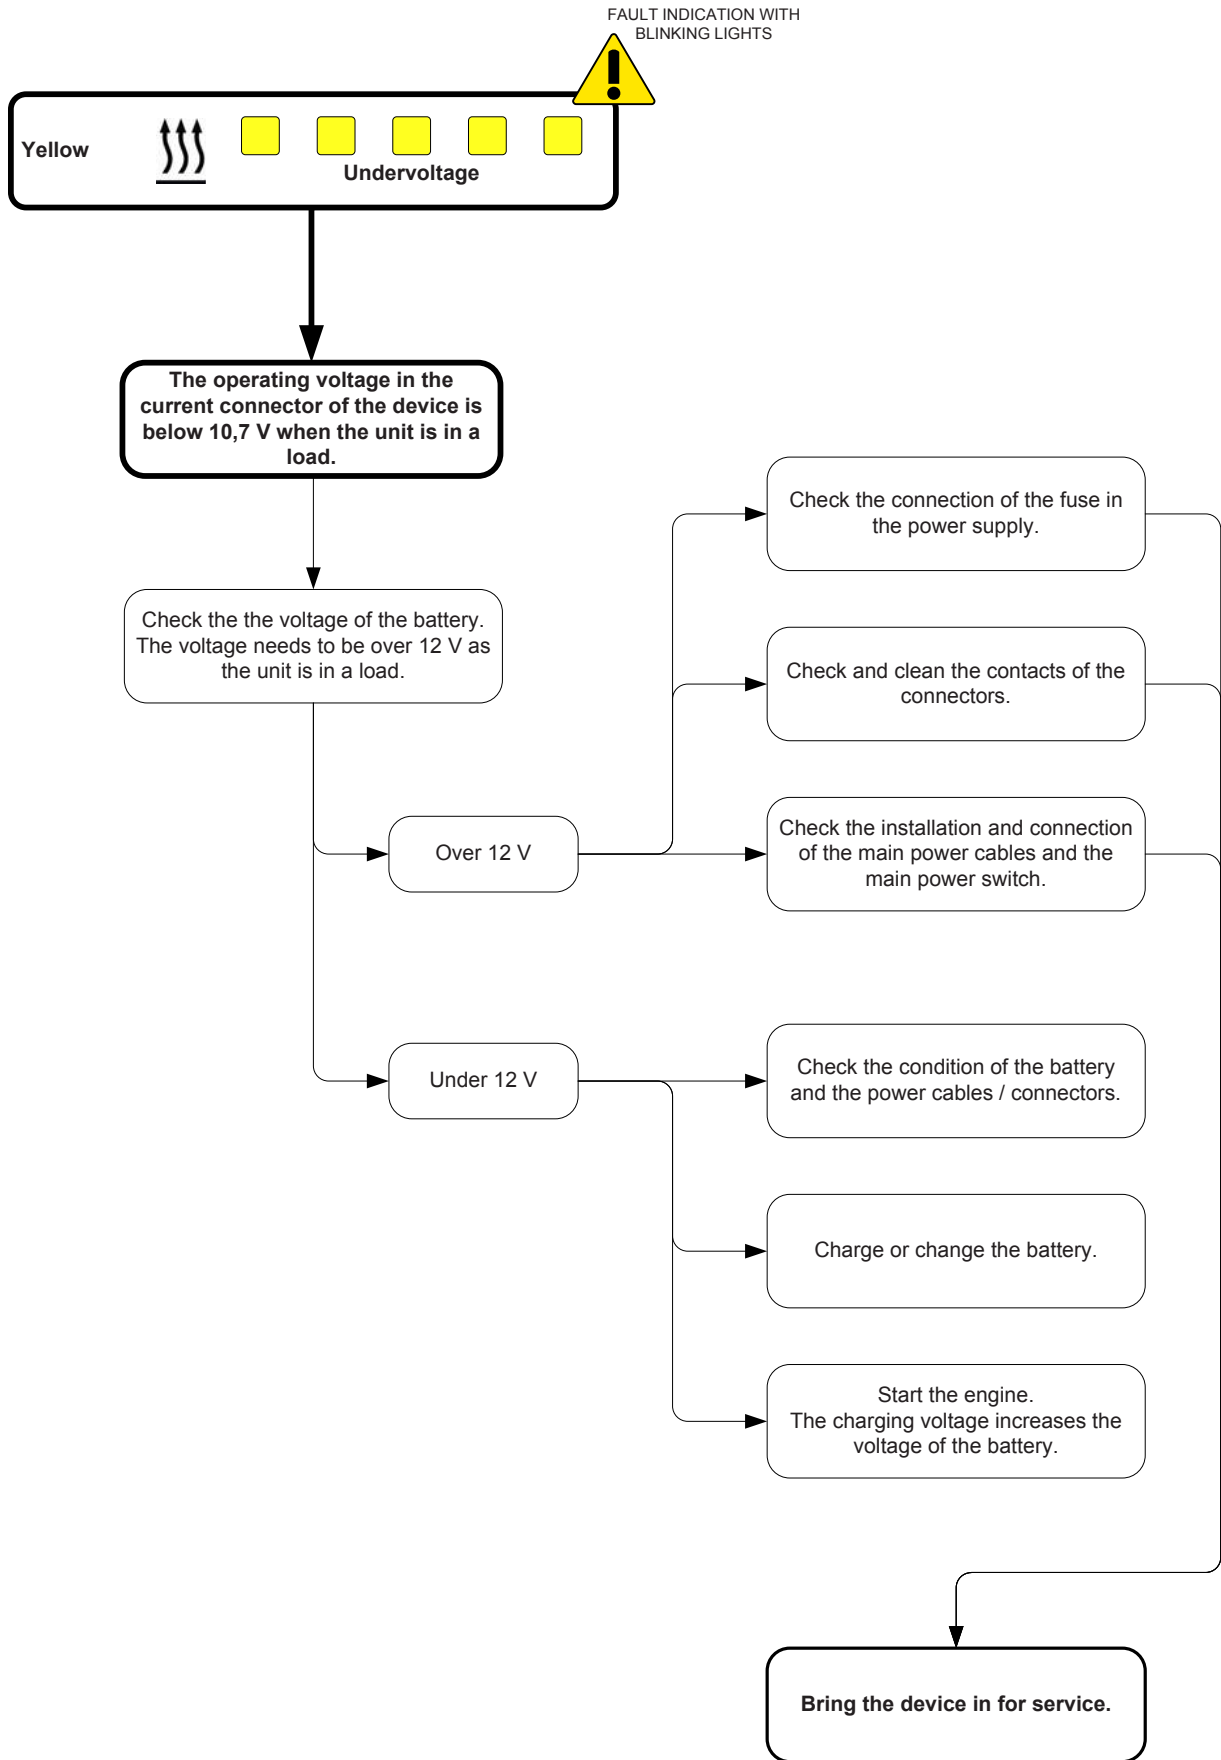 FAULT INDICATION WITH
BLINKING LIGHTS
Yellow
Undervoltage
The operating voltage in the
current connector of the device is
below 10,7 V when the unit is in a
load.
Check the connection of the fuse in
the power supply.
Check the the voltage of the battery.
The voltage needs to be over 12 V as
the unit is in a load.
Check and clean the contacts of the
connectors.
Over 12 V
Check the installation and connection
of the main power cables and the
main power switch.
Under 12 V
Check the condition of the battery
and the power cables / connectors.
Charge or change the battery.
Start the engine.
The charging voltage increases the
voltage of the battery.
Bring the device in for service.